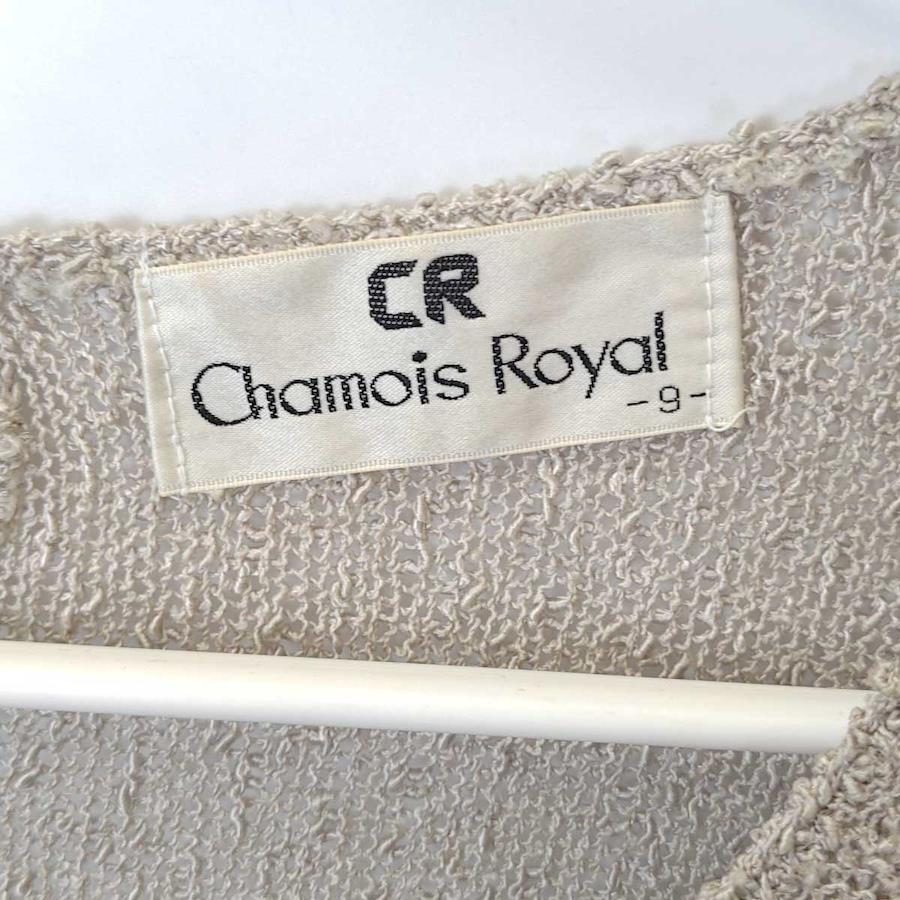 CR
Chamois Royal
- 9 -